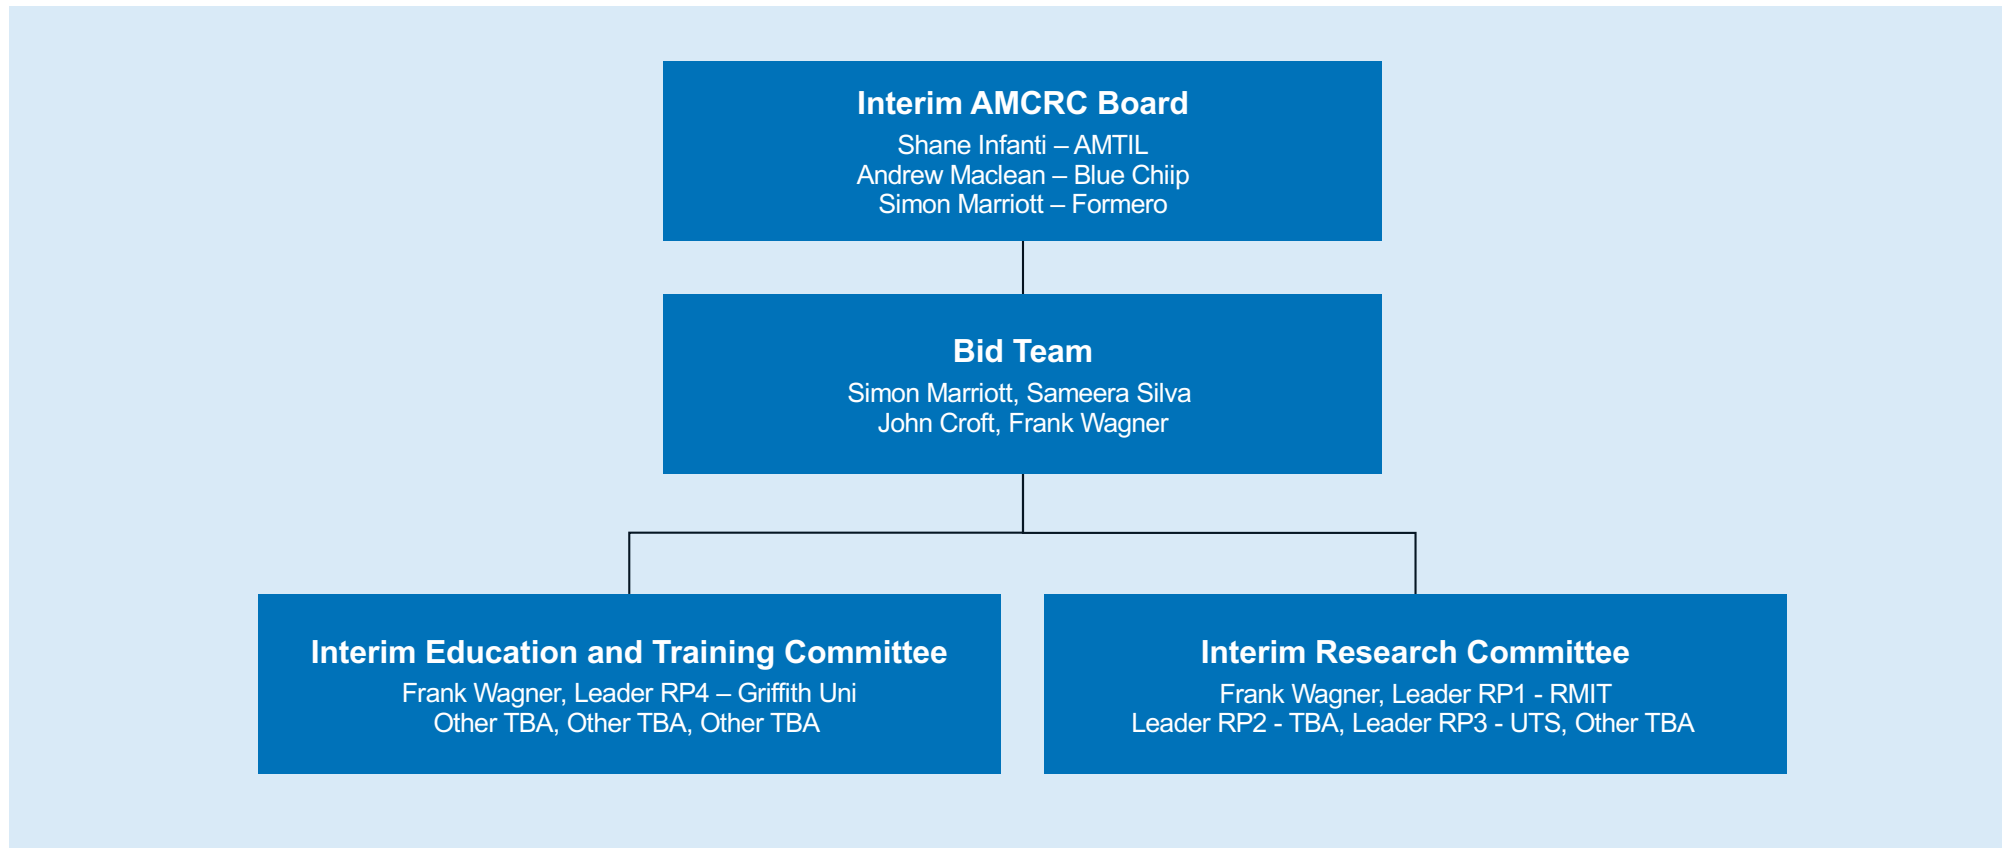 Interim AMCRC Board
Shane Infanti – AMTIL
Andrew Maclean – Blue Chiip
Simon Marriott – Formero
Bid Team
Simon Marriott, Sameera Silva
John Croft, Frank Wagner
Interim Education and Training Committee
Frank Wagner, Leader RP4 – Griffith Uni
Other TBA, Other TBA, Other TBA
Interim Research Committee
Frank Wagner, Leader RP1 - RMIT
Leader RP2 - TBA, Leader RP3 - UTS, Other TBA